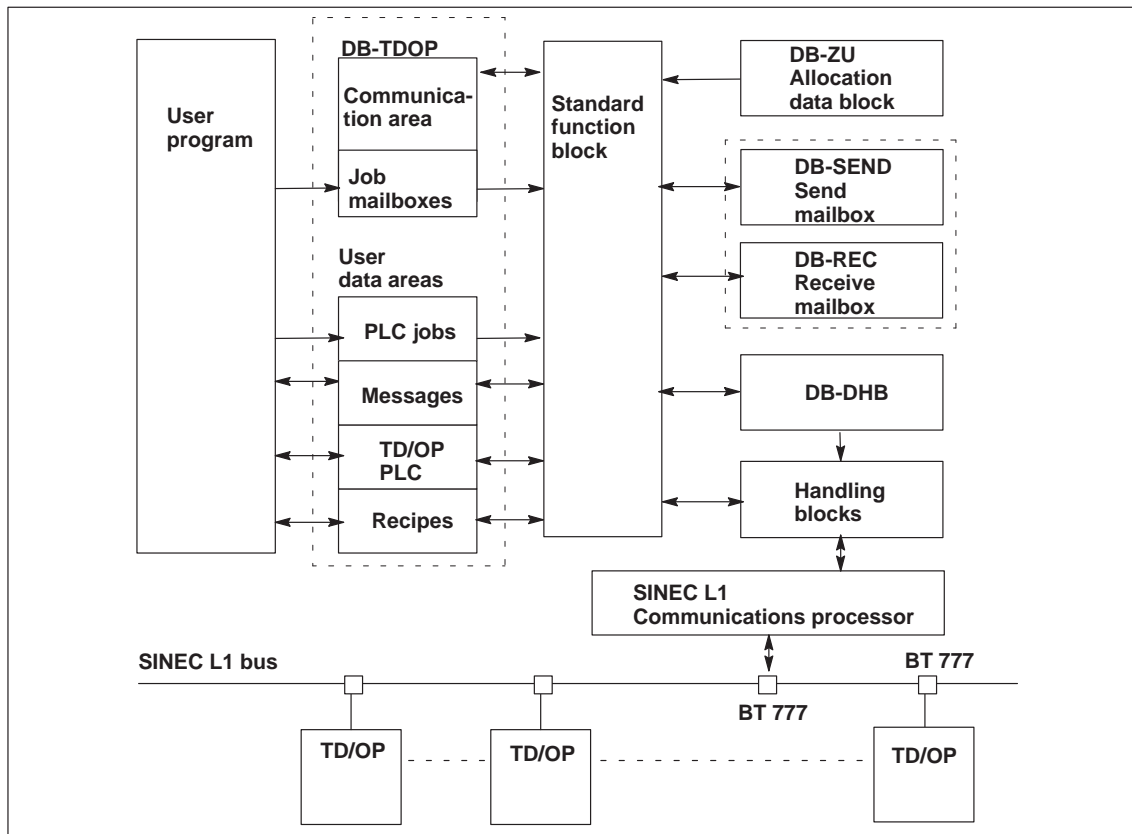 User
program
DB-TDOP
Communica-
tion area
Job
mailboxes
User
data areas
PLC jobs
Messages
TD/OP
PLC
Recipes
Standard
function
block
DB-ZU
Allocation
data block
DB-SEND
Send
mailbox
DB-REC
Receive
mailbox
DB-DHB
Handling
blocks
SINEC L1
Communications processor
SINEC L1 bus
BT 777
BT 777
TD/OP
TD/OP
TD/OP